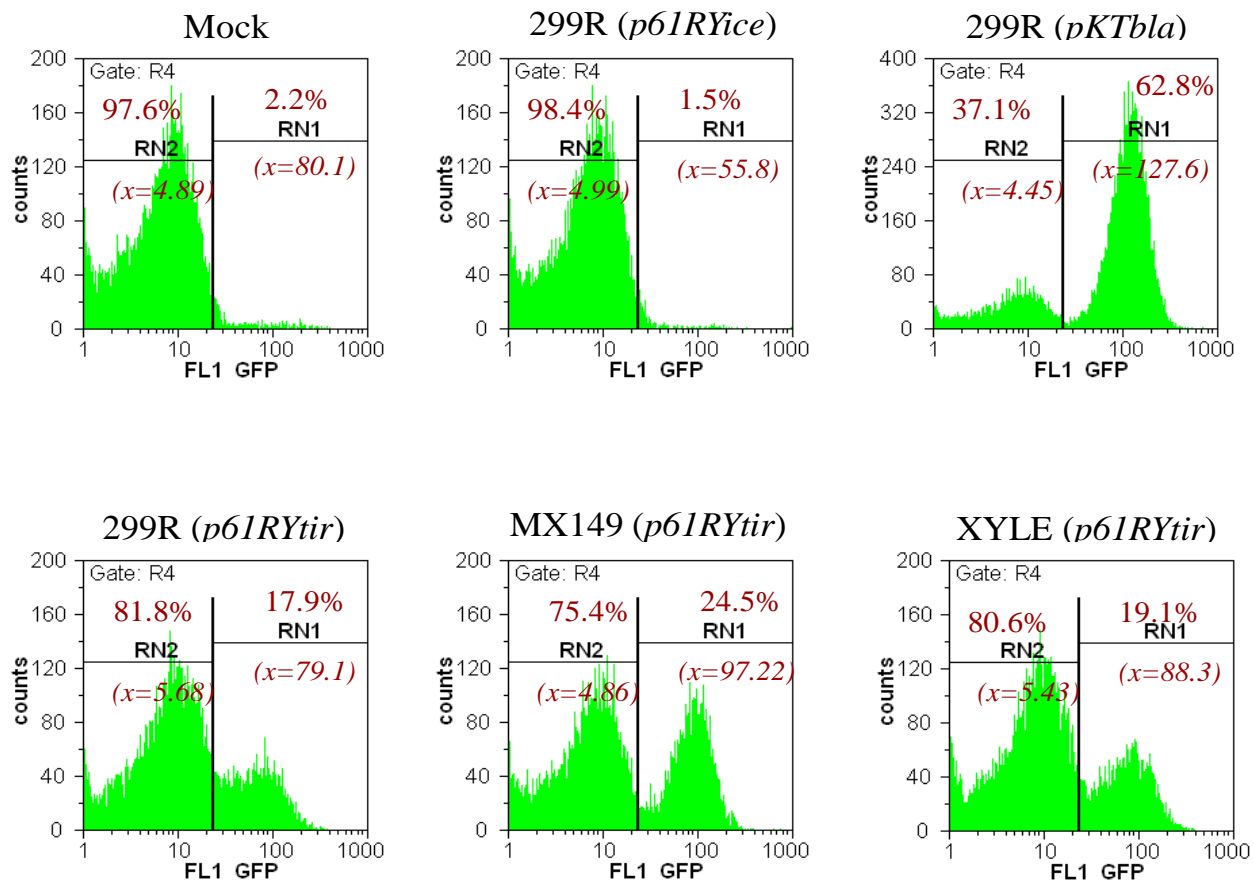 Mock
200
160
120
80
40
0
counts
Gate: R4
97.6%
2.2%
RN1
RN2
(x=80.1)
(x=4.89)
1 10 100 1000
FL1 GFP
299R (p61RYice)
200
160
120
80
40
0
counts
Gate: R4
98.4%
1.5%
RN1
RN2
(x=55.8)
(x=4.99)
1 10 100 1000
FL1 GFP
299R (pKTbla)
400
320
240
160
80
0
counts
Gate: R4
62.8%
37.1%
RN1
RN2
(x=127.6)
(x=4.45)
1 10 100 1000
FL1 GFP
299R (p61RYtir)
200
160
120
80
40
0
counts
Gate: R4
81.8%
17.9%
RN1
RN2
(x=79.1)
(x=5.68)
1 10 100 1000
FL1 GFP
MX149 (p61RYtir)
200
160
120
80
40
0
counts
Gate: R4
75.4%
24.5%
RN1
RN2
(x=97.22)
(x=4.86)
1 10 100 1000
FL1 GFP
XYLE (p61RYtir)
200
160
120
80
40
0
counts
Gate: R4
80.6%
19.1%
RN1
RN2
(x=88.3)
(x=5.43)
1 10 100 1000
FL1 GFP